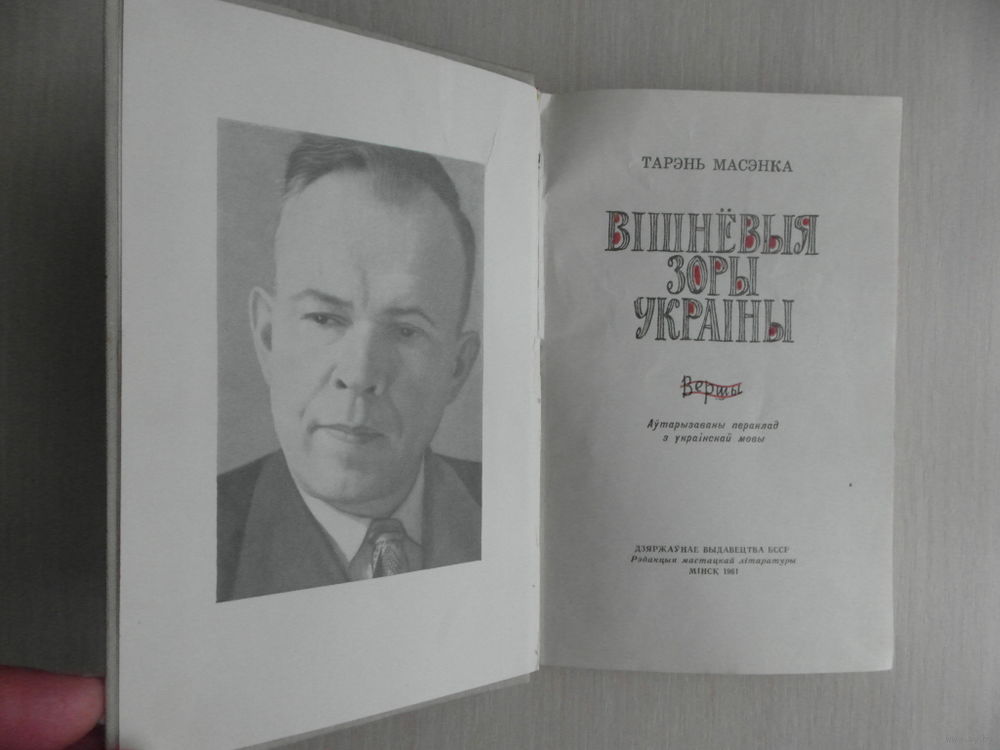 ТАРЭНЬ МАСЭНКА
ВІШНЁВЫЯ
ЗОРЫ
УКРАІНЫ
Вершы
Аўтарызаваны пераклад
з украінскай мовы
ДЗЯРЖАЎНАЕ ВЫДАВЕЦТВА БССР
Рэдакцыя мастацкай літаратуры
МІНСК 1961